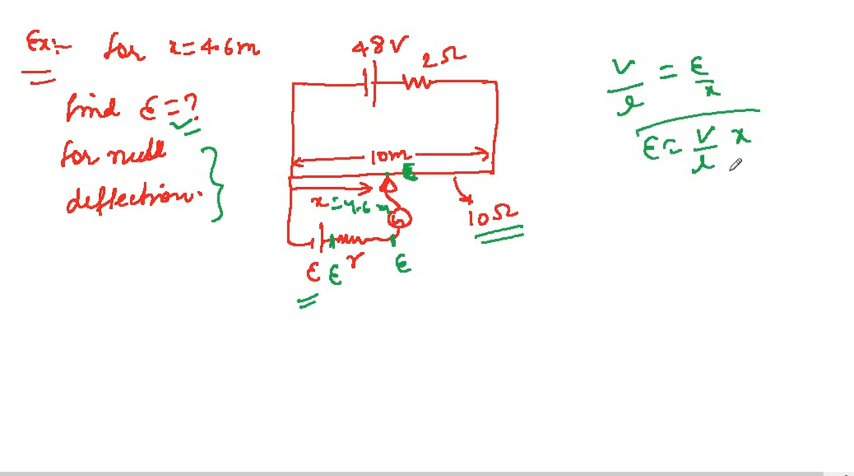 Ex:- for x=4.6m
find ε=?
for null
deflection.
48V
2Ω
10m
E
x=4.6m
G
10Ω
ε ε r ε
V/l = ε/x
ε = V/l x